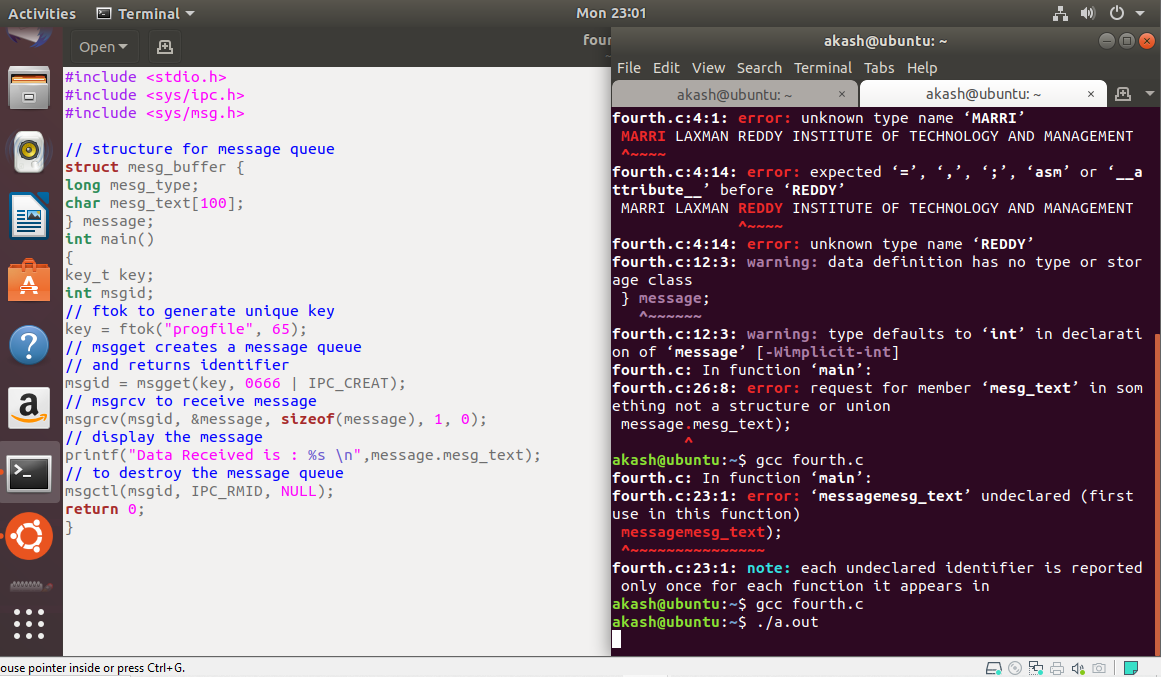 Activities Terminal Mon 23:01
Open four
akash@ubuntu: ~
File Edit View Search Terminal Tabs Help
akash@ubuntu: ~ × akash@ubuntu: ~ ×
#include <stdio.h>
#include <sys/ipc.h>
#include <sys/msg.h>
// structure for message queue
struct mesg_buffer {
long mesg_type;
char mesg_text[100];
} message;
int main()
{
key_t key;
int msgid;
// ftok to generate unique key
key = ftok("progfile", 65);
// msgget creates a message queue
// and returns identifier
msgid = msgget(key, 0666 | IPC_CREAT);
// msgrcv to receive message
msgrcv(msgid, &message, sizeof(message), 1, 0);
// display the message
printf("Data Received is : %s \n",message.mesg_text);
// to destroy the message queue
msgctl(msgid, IPC_RMID, NULL);
return 0;
}
fourth.c:4:1: error: unknown type name ‘MARRI’
MARRI LAXMAN REDDY INSTITUTE OF TECHNOLOGY AND MANAGEMENT
^~~~~
fourth.c:4:14: error: expected ‘=’, ‘,’, ‘;’, ‘asm’ or ‘__a
ttribute__’ before ‘REDDY’
MARRI LAXMAN REDDY INSTITUTE OF TECHNOLOGY AND MANAGEMENT
^~~~~
fourth.c:4:14: error: unknown type name ‘REDDY’
fourth.c:12:3: warning: data definition has no type or stor
age class
} message;
^~~~~~~
fourth.c:12:3: warning: type defaults to ‘int’ in declarati
on of ‘message’ [-Wimplicit-int]
fourth.c: In function ‘main’:
fourth.c:26:8: error: request for member ‘mesg_text’ in som
ething not a structure or union
message.mesg_text);
^
akash@ubuntu:~$ gcc fourth.c
fourth.c: In function ‘main’:
fourth.c:23:1: error: ‘messagemesg_text’ undeclared (first
use in this function)
messagemesg_text);
^~~~~~~~~~~~~~~~
fourth.c:23:1: note: each undeclared identifier is reported
only once for each function it appears in
akash@ubuntu:~$ gcc fourth.c
akash@ubuntu:~$ ./a.out
ouse pointer inside or press Ctrl+G.